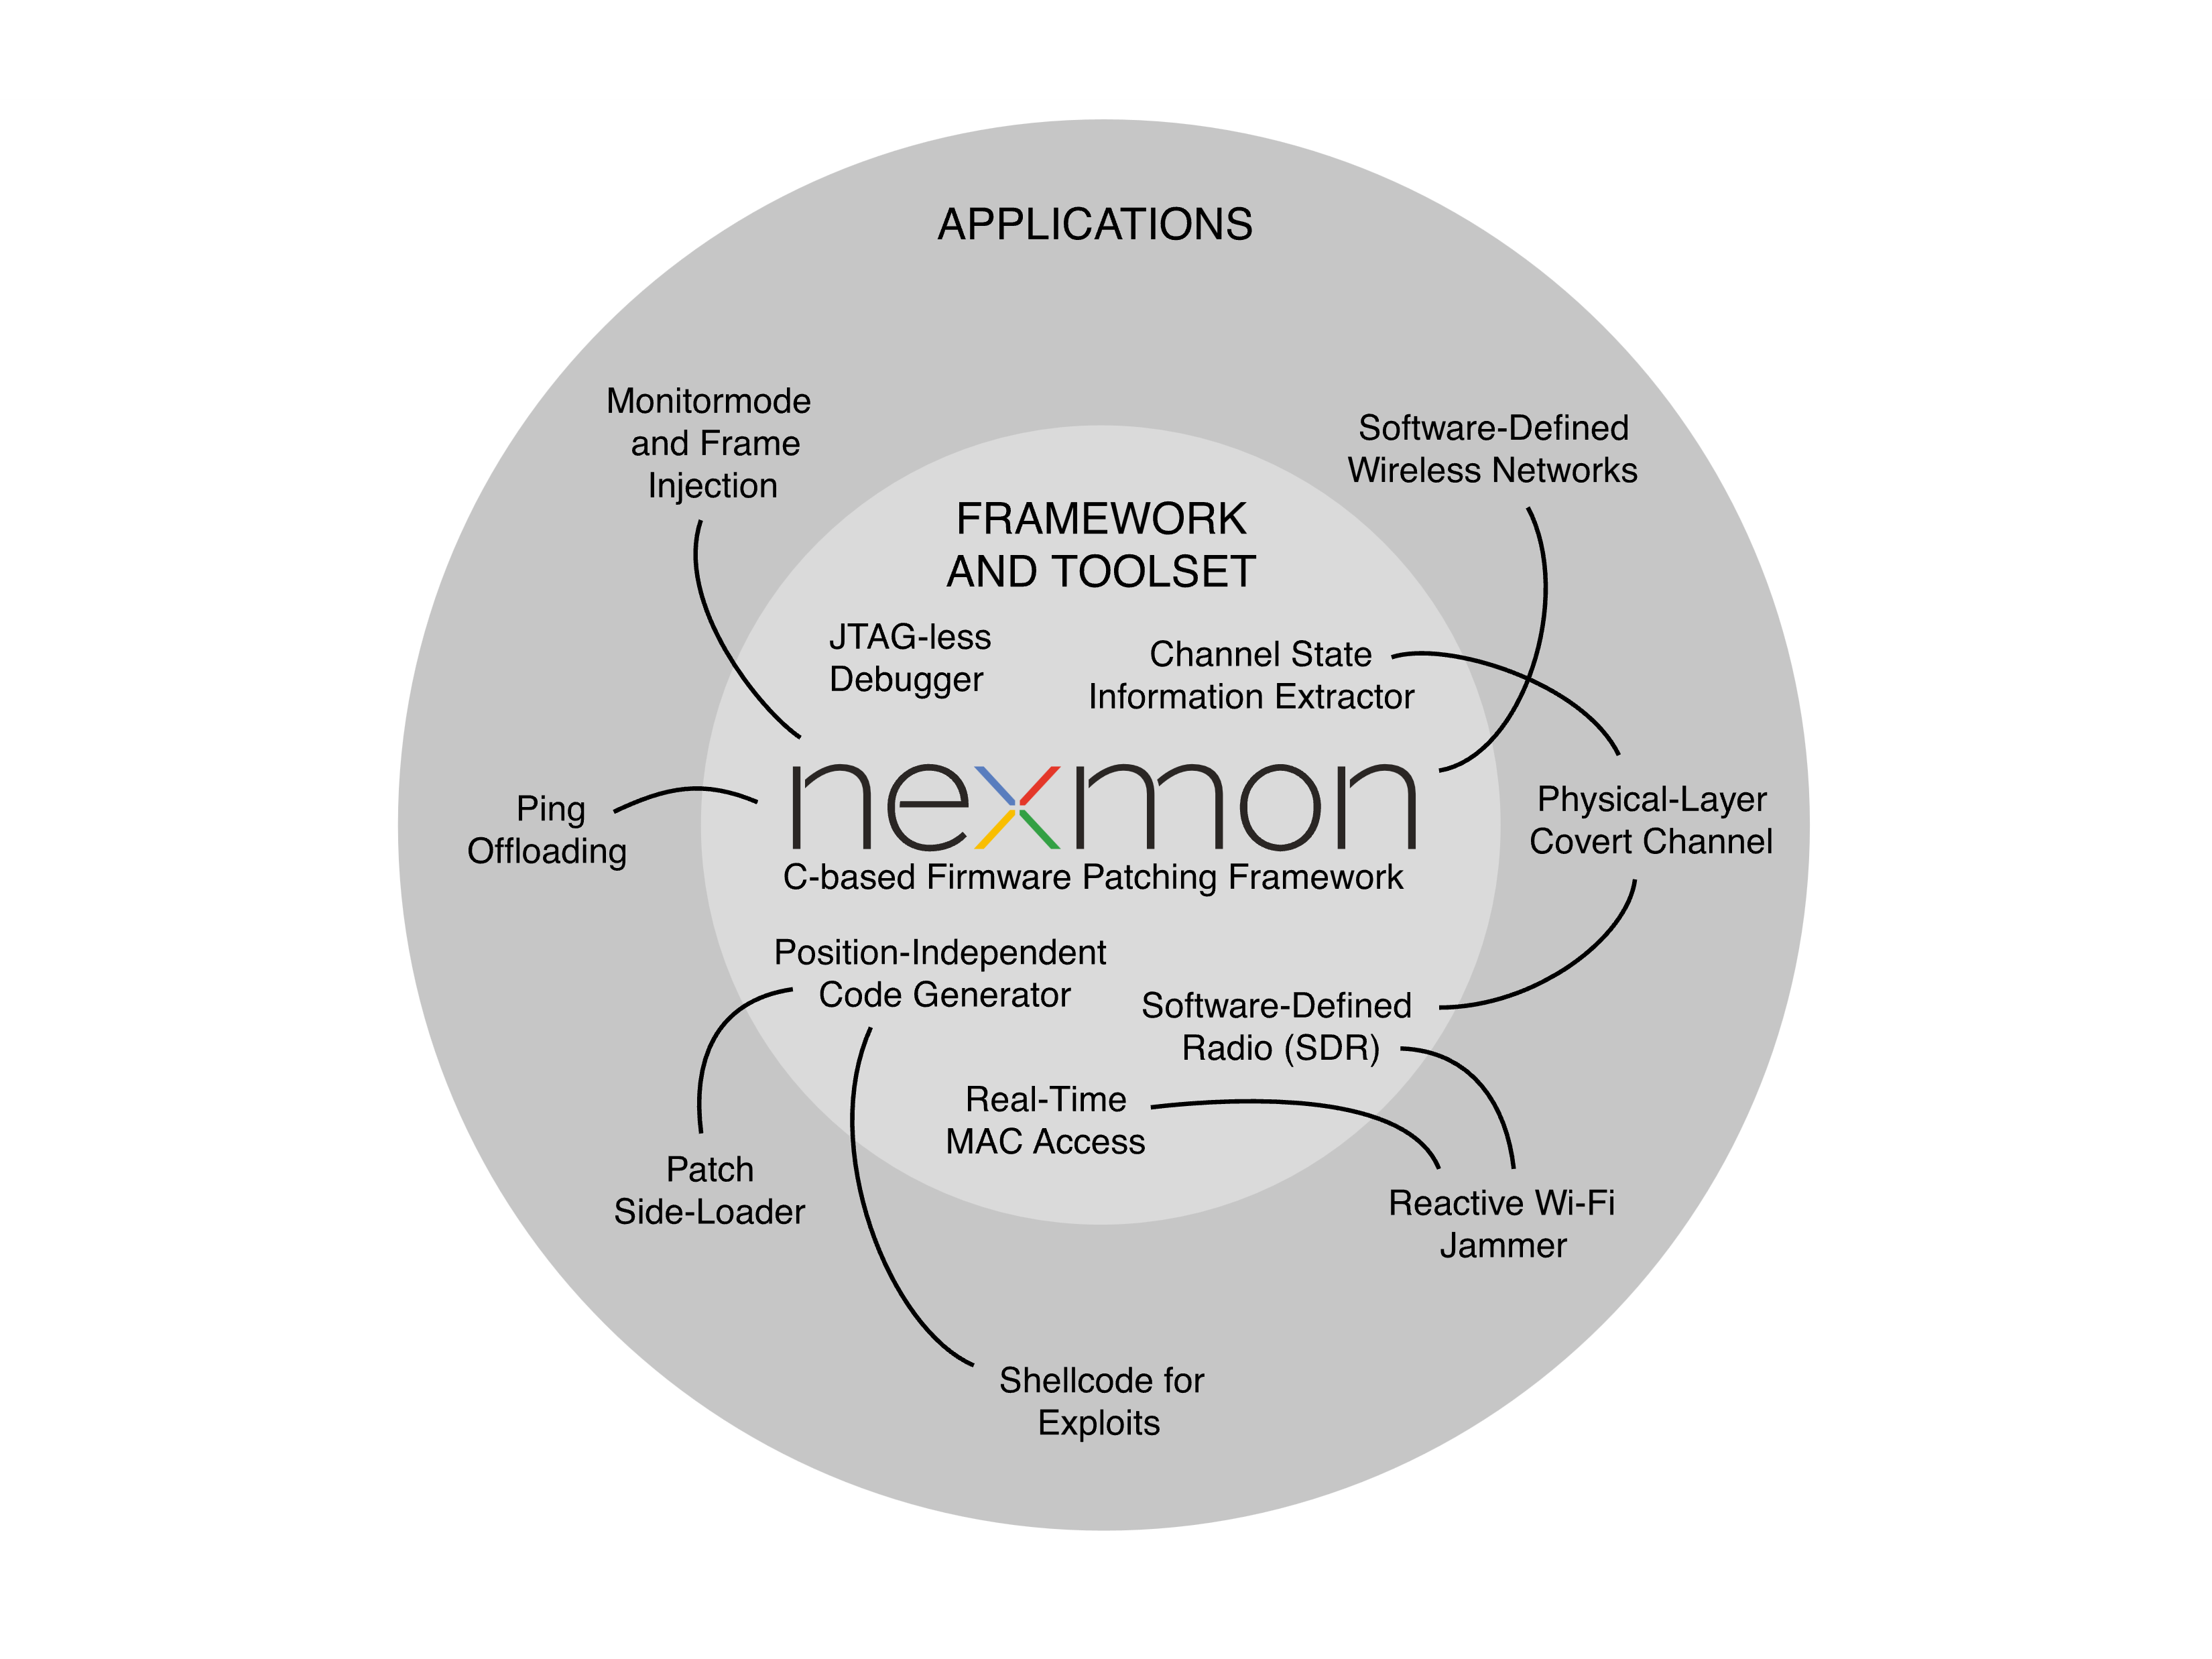 APPLICATIONS
Monitormode
and Frame
Injection
Software-Defined
Wireless Networks
FRAMEWORK
AND TOOLSET
JTAG-less
Debugger
Channel State
Information Extractor
nexmon
C-based Firmware Patching Framework
Ping
Offloading
Physical-Layer
Covert Channel
Position-Independent
Code Generator
Software-Defined
Radio (SDR)
Real-Time
MAC Access
Patch
Side-Loader
Reactive Wi-Fi
Jammer
Shellcode for
Exploits